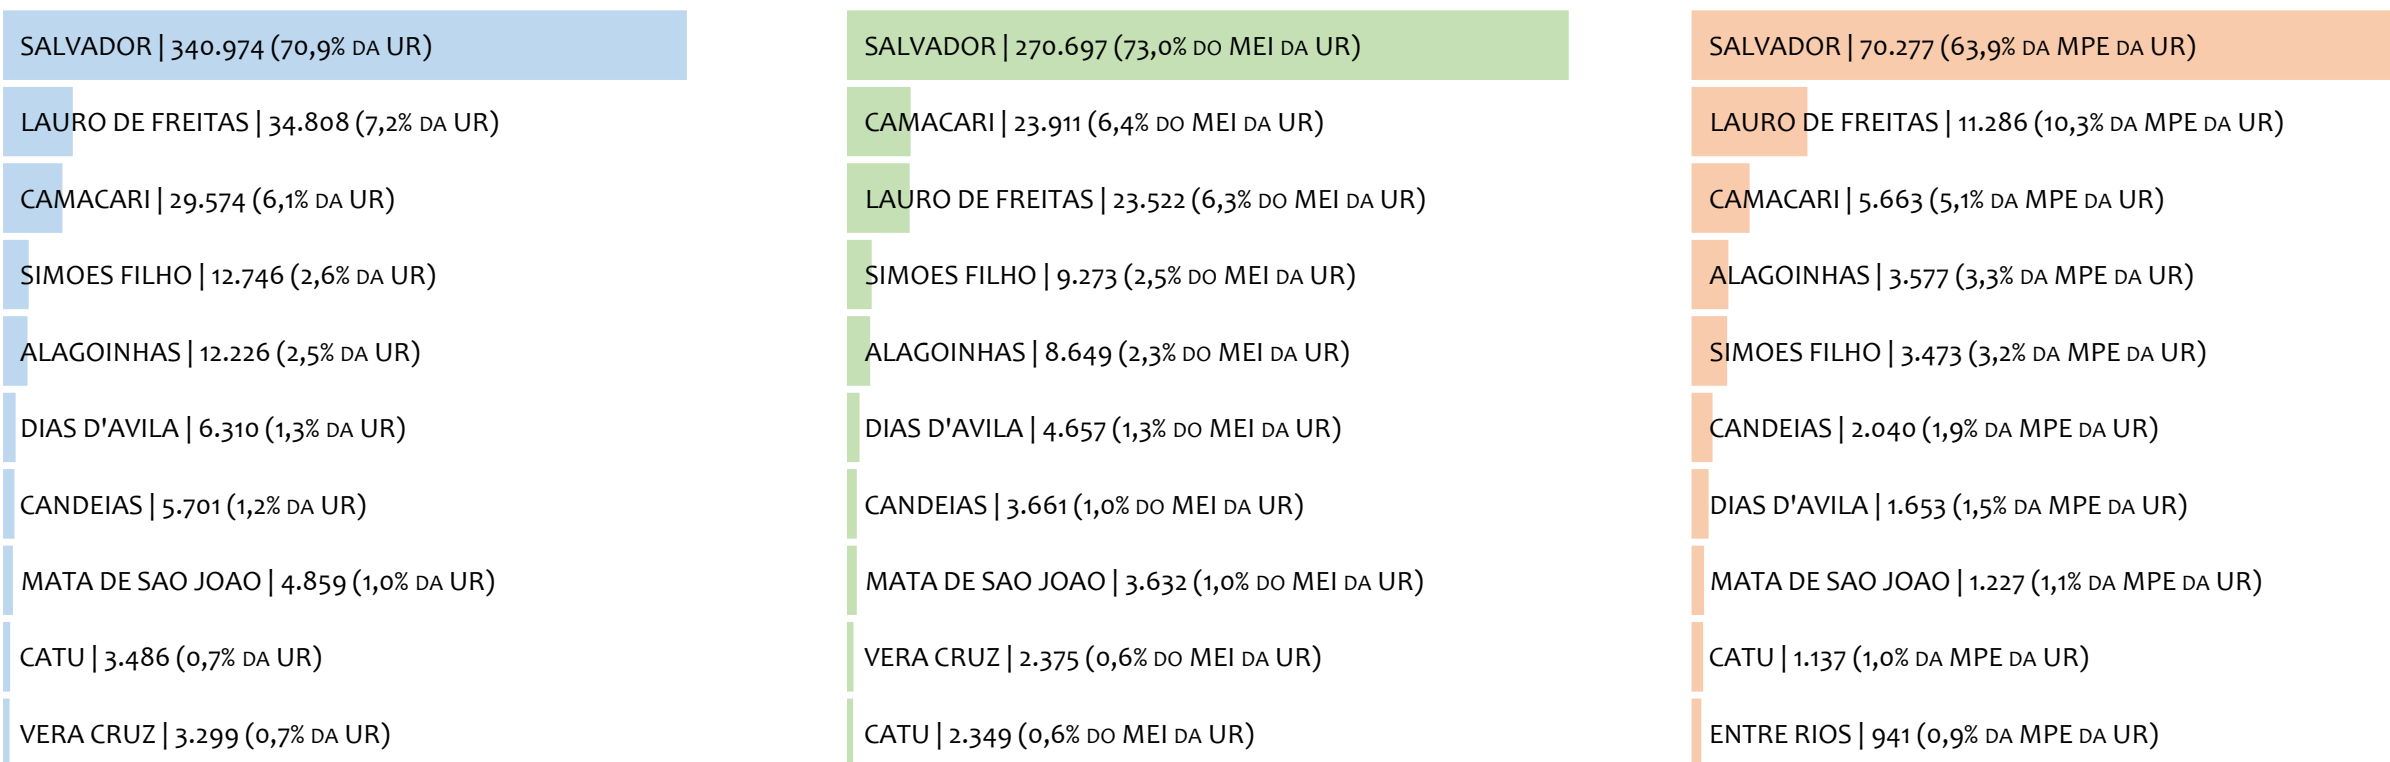 SALVADOR | 340.974 (70,9% DA UR)
LAURO DE FREITAS | 34.808 (7,2% DA UR)
CAMACARI | 29.574 (6,1% DA UR)
SIMOES FILHO | 12.746 (2,6% DA UR)
ALAGOINHAS | 12.226 (2,5% DA UR)
DIAS D'AVILA | 6.310 (1,3% DA UR)
CANDEIAS | 5.701 (1,2% DA UR)
MATA DE SAO JOAO | 4.859 (1,0% DA UR)
CATU | 3.486 (0,7% DA UR)
VERA CRUZ | 3.299 (0,7% DA UR)
SALVADOR | 270.697 (73,0% DO MEI DA UR)
CAMACARI | 23.911 (6,4% DO MEI DA UR)
LAURO DE FREITAS | 23.522 (6,3% DO MEI DA UR)
SIMOES FILHO | 9.273 (2,5% DO MEI DA UR)
ALAGOINHAS | 8.649 (2,3% DO MEI DA UR)
DIAS D'AVILA | 4.657 (1,3% DO MEI DA UR)
CANDEIAS | 3.661 (1,0% DO MEI DA UR)
MATA DE SAO JOAO | 3.632 (1,0% DO MEI DA UR)
VERA CRUZ | 2.375 (0,6% DO MEI DA UR)
CATU | 2.349 (0,6% DO MEI DA UR)
SALVADOR | 70.277 (63,9% DA MPE DA UR)
LAURO DE FREITAS | 11.286 (10,3% DA MPE DA UR)
CAMACARI | 5.663 (5,1% DA MPE DA UR)
ALAGOINHAS | 3.577 (3,3% DA MPE DA UR)
SIMOES FILHO | 3.473 (3,2% DA MPE DA UR)
CANDEIAS | 2.040 (1,9% DA MPE DA UR)
DIAS D'AVILA | 1.653 (1,5% DA MPE DA UR)
MATA DE SAO JOAO | 1.227 (1,1% DA MPE DA UR)
CATU | 1.137 (1,0% DA MPE DA UR)
ENTRE RIOS | 941 (0,9% DA MPE DA UR)